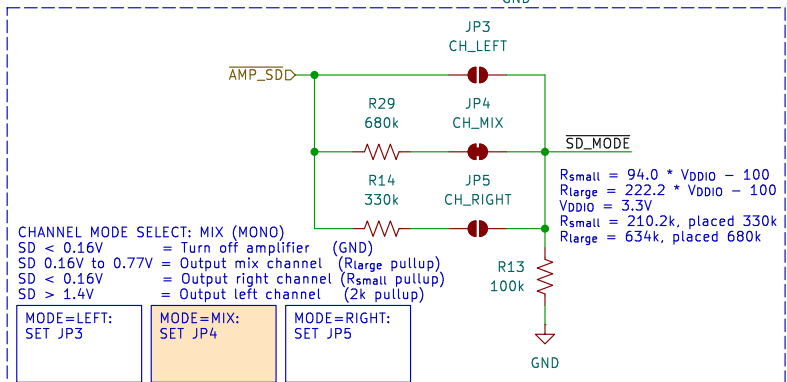 GND
JP3
CH_LEFT
AMP_SD
R29
680k
JP4
CH_MIX
SD_MODE
R14
330k
JP5
CH_RIGHT
Rsmall = 94.0 * VDDIO - 100
Rlarge = 222.2 * VDDIO - 100
VDDIO = 3.3V
Rsmall = 210.2k, placed 330k
Rlarge = 634k, placed 680k
CHANNEL MODE SELECT: MIX (MONO)
SD < 0.16V = Turn off amplifier (GND)
SD 0.16V to 0.77V = Output mix channel (Rlarge pullup)
SD < 0.16V = Output right channel (Rsmall pullup)
SD > 1.4V = Output left channel (2k pullup)
R13
100k
MODE=LEFT:
SET JP3
MODE=MIX:
SET JP4
MODE=RIGHT:
SET JP5
GND